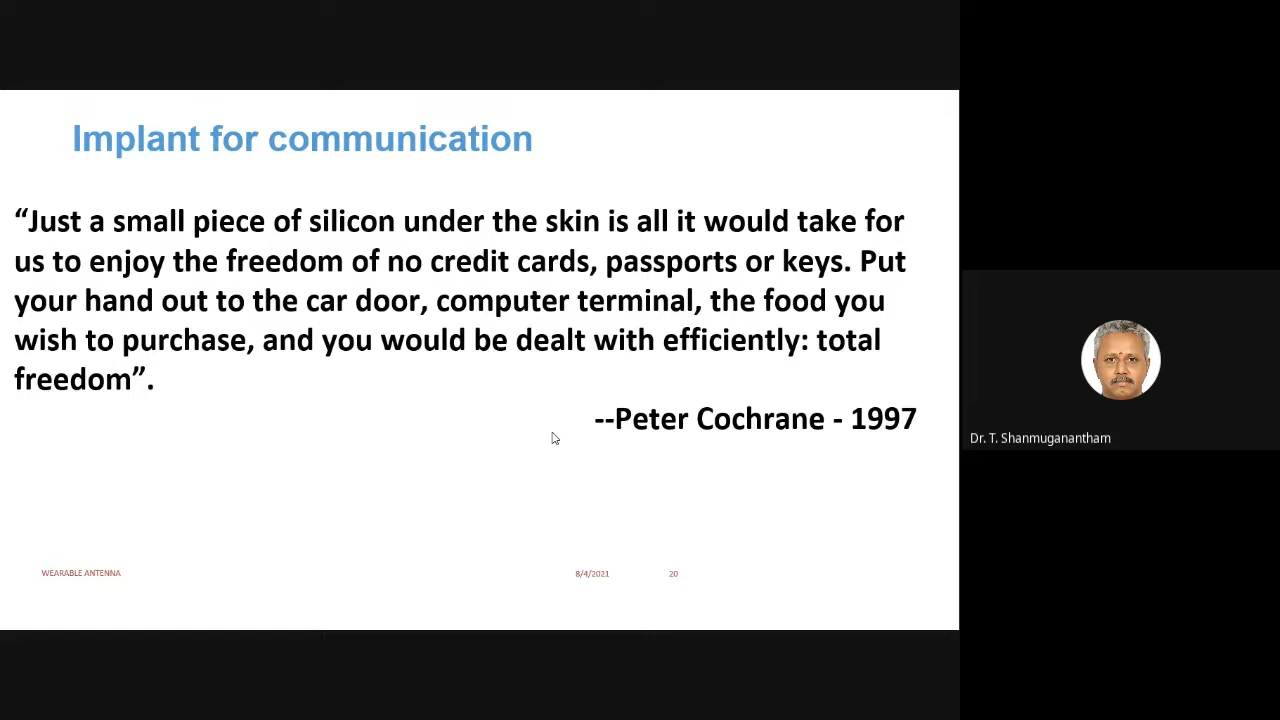 Implant for communication
“Just a small piece of silicon under the skin is all it would take for
us to enjoy the freedom of no credit cards, passports or keys. Put
your hand out to the car door, computer terminal, the food you
wish to purchase, and you would be dealt with efficiently: total
freedom”.
--Peter Cochrane - 1997
Dr. T. Shanmuganantham
WEARABLE ANTENNA
8/4/2021
20